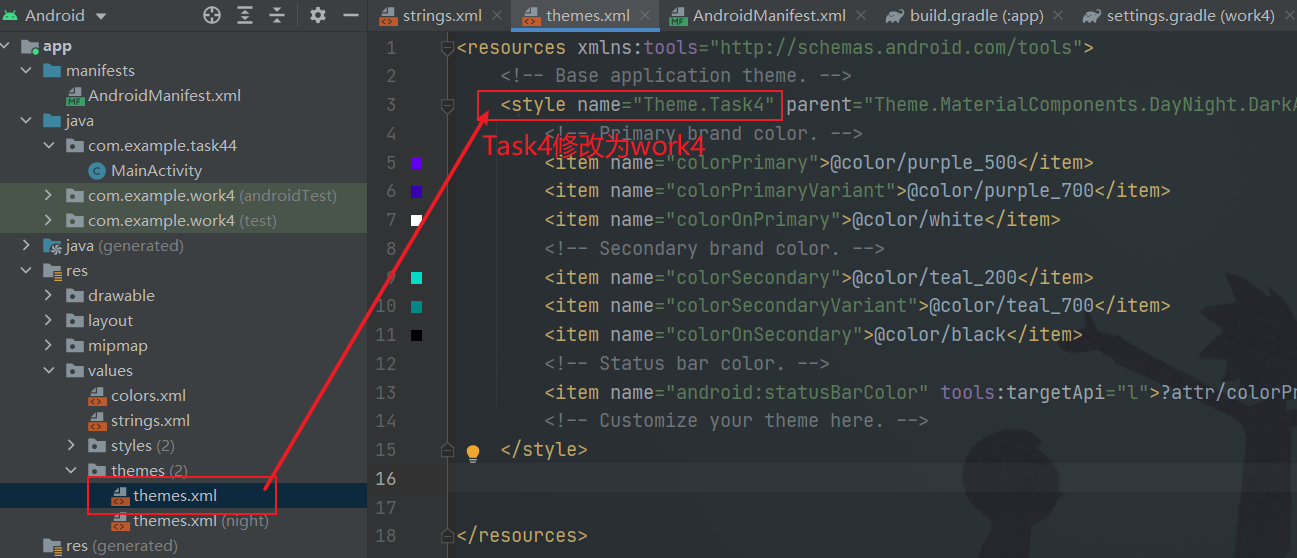 Android
strings.xml
themes.xml
AndroidManifest.xml
build.gradle (:app)
settings.gradle (work4)
app
manifests
AndroidManifest.xml
java
com.example.task44
MainActivity
com.example.work4 (androidTest)
com.example.work4 (test)
java (generated)
res
drawable
layout
mipmap
values
colors.xml
strings.xml
styles (2)
themes (2)
themes.xml
themes.xml (night)
res (generated)
1 <resources xmlns:tools="http://schemas.android.com/tools">
2 <!-- Base application theme. -->
3 <style name="Theme.Task4" parent="Theme.MaterialComponents.DayNight.DarkA
Task4修改为work4
4 <!-- Primary brand color. -->
5 <item name="colorPrimary">@color/purple_500</item>
6 <item name="colorPrimaryVariant">@color/purple_700</item>
7 <item name="colorOnPrimary">@color/white</item>
8 <!-- Secondary brand color. -->
9 <item name="colorSecondary">@color/teal_200</item>
10 <item name="colorSecondaryVariant">@color/teal_700</item>
11 <item name="colorOnSecondary">@color/black</item>
12 <!-- Status bar color. -->
13 <item name="android:statusBarColor" tools:targetApi="l">?attr/colorPr
14 <!-- Customize your theme here. -->
15 </style>
16
17
18 </resources>